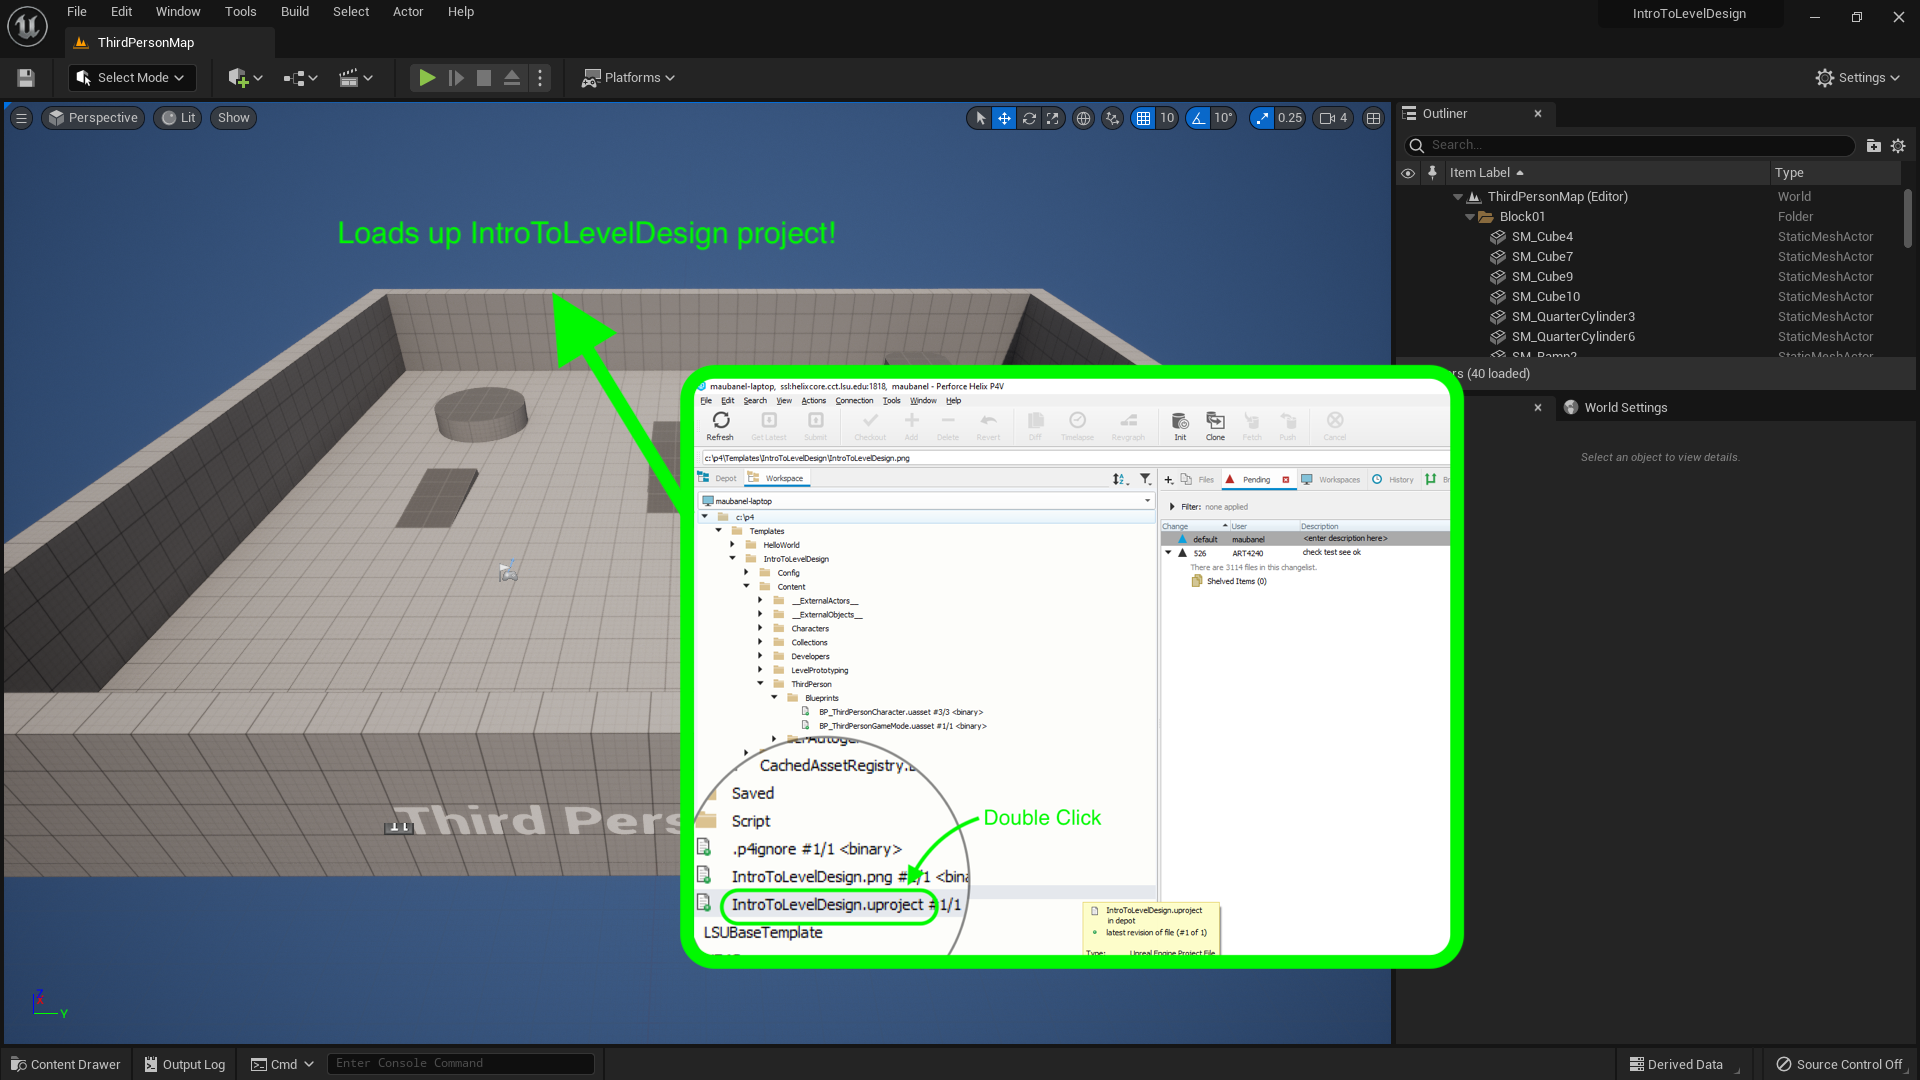 File Edit Window Tools Build Select Actor Help
IntroToLevelDesign
ThirdPersonMap
Select Mode
Platforms
Settings
Perspective Lit Show
10 10° 0.25 4
Outliner
Search...
Item Label Type
ThirdPersonMap (Editor) World
Block01 Folder
SM_Cube4 StaticMeshActor
SM_Cube7 StaticMeshActor
SM_Cube9 StaticMeshActor
SM_Cube10 StaticMeshActor
SM_QuarterCylinder3 StaticMeshActor
SM_QuarterCylinder6 StaticMeshActor
SM_Ramp2 StaticMeshActor
rs (40 loaded)
World Settings
Select an object to view details.
Loads up IntroToLevelDesign project!
maubanel-laptop, ssl:helixcore.cct.lsu.edu:1818, maubanel - Perforce Helix P4V
File Edit Search View Actions Connection Tools Window Help
Refresh Get Latest Submit Checkout Add Delete Revert Diff Timelapse Revgraph Init Clone Fetch Push Cancel
c:\p4\Templates\IntroToLevelDesign\IntroToLevelDesign.png
Depot Workspace
Files Pending Workspaces History Br
maubanel-laptop
Filter: none applied
c:\p4
Change User Description
Templates
default maubanel <enter description here>
HelloWorld
526 ART4240 check test see ok
IntroToLevelDesign
There are 3114 files in this changelist.
Config
Shelved Items (0)
Content
__ExternalActors__
__ExternalObjects__
Characters
Collections
Developers
LevelPrototyping
ThirdPerson
Blueprints
BP_ThirdPersonCharacter.uasset #3/3 <binary>
BP_ThirdPersonGameMode.uasset #1/1 <binary>
CachedAssetRegistry.
Saved
Script
Double Click
.p4ignore #1/1 <binary>
IntroToLevelDesign.png #1/1 <bina
IntroToLevelDesign.uproject #1/1
LSUBaseTemplate
IntroToLevelDesign.uproject
in depot
latest revision of file (#1 of 1)
Type: Unreal Engine Project File
Third Pers
Z
X
Y
Content Drawer Output Log Cmd Enter Console Command
Derived Data Source Control Off